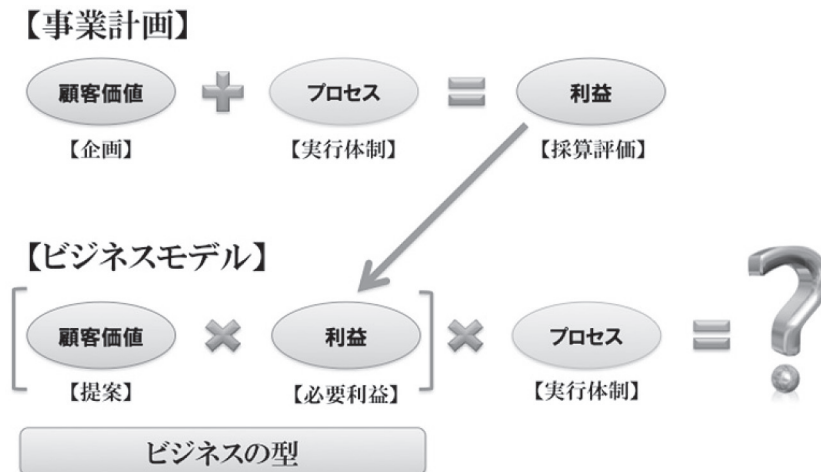 【事業計画】
顧客価値 + プロセス = 利益
【企画】 【実行体制】 【採算評価】
【ビジネスモデル】
[顧客価値 × 利益] × プロセス = ?
【提案】 【必要利益】 【実行体制】
ビジネスの型